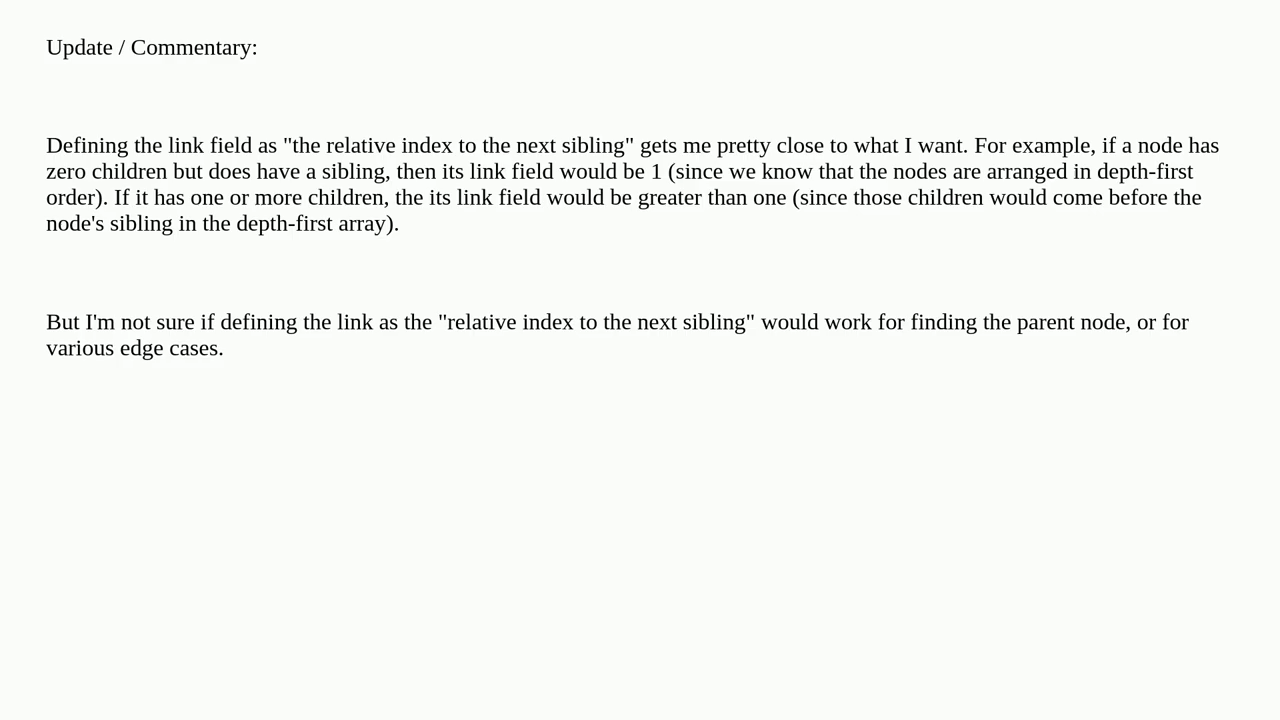 Update / Commentary:
Defining the link field as "the relative index to the next sibling" gets me pretty close to what I want. For example, if a node has
zero children but does have a sibling, then its link field would be 1 (since we know that the nodes are arranged in depth-first
order). If it has one or more children, the its link field would be greater than one (since those children would come before the
node's sibling in the depth-first array).
But I'm not sure if defining the link as the "relative index to the next sibling" would work for finding the parent node, or for
various edge cases.